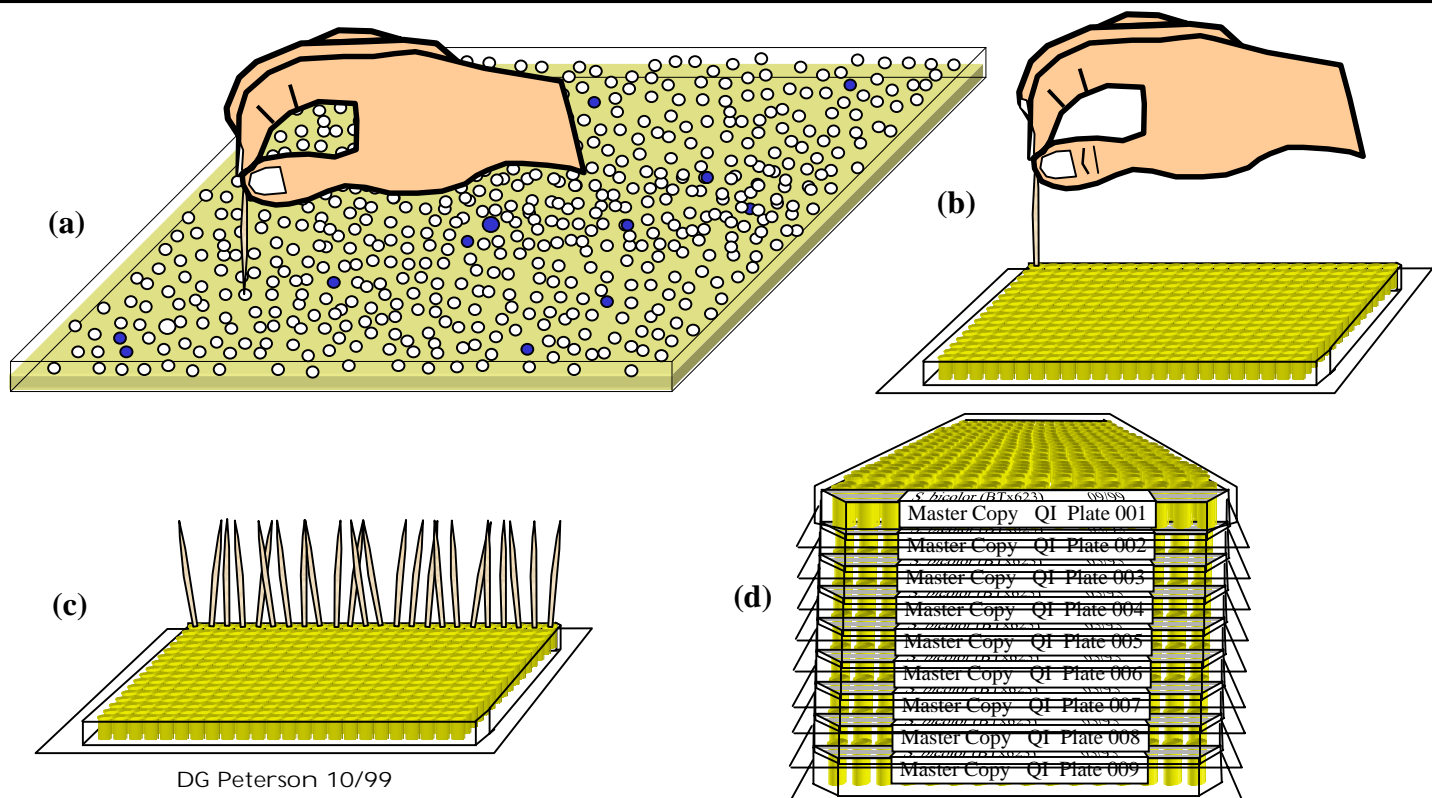 (a)
(b)
(c)
(d)
S. bicolor (BTx623) 09/99
Master Copy QI Plate 001
Master Copy QI Plate 002
Master Copy QI Plate 003
Master Copy QI Plate 004
Master Copy QI Plate 005
Master Copy QI Plate 006
Master Copy QI Plate 007
Master Copy QI Plate 008
Master Copy QI Plate 009
DG Peterson 10/99